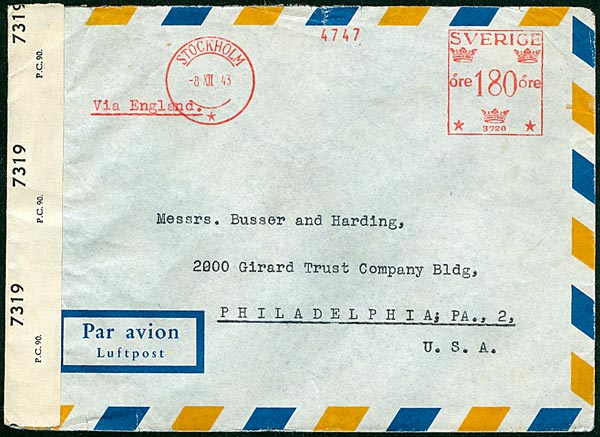 4747
SVERIGE
öre 180 öre
3720
STOCKHOLM
-8 XII 43
Via England.
Messrs. Busser and Harding,
2000 Girard Trust Company Bldg,
PHILADELPHIA; PA., 2,
U. S. A.
Par avion
Luftpost
7319
P.C. 90.
7319
P.C. 90.
7319
P.C. 90.